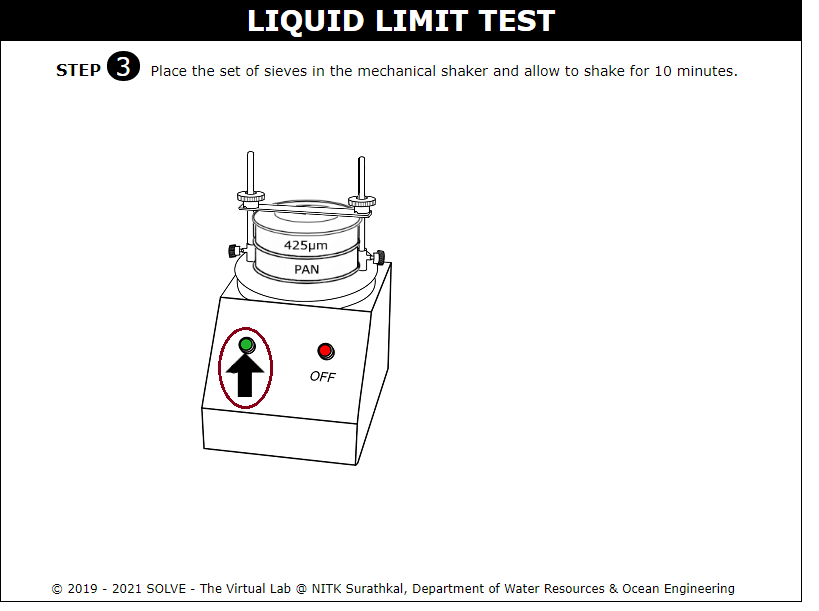 LIQUID LIMIT TEST
STEP 3 Place the set of sieves in the mechanical shaker and allow to shake for 10 minutes.
425µm
PAN
OFF
© 2019 - 2021 SOLVE - The Virtual Lab @ NITK Surathkal, Department of Water Resources & Ocean Engineering